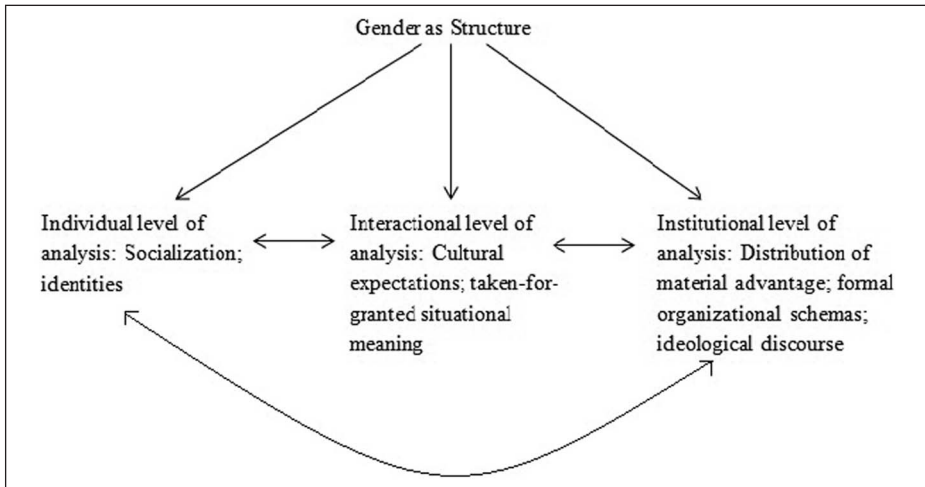 Gender as Structure
Individual level of
analysis: Socialization;
identities
Interactional level of
analysis: Cultural
expectations; taken-for-
granted situational
meaning
Institutional level of
analysis: Distribution of
material advantage; formal
organizational schemas;
ideological discourse